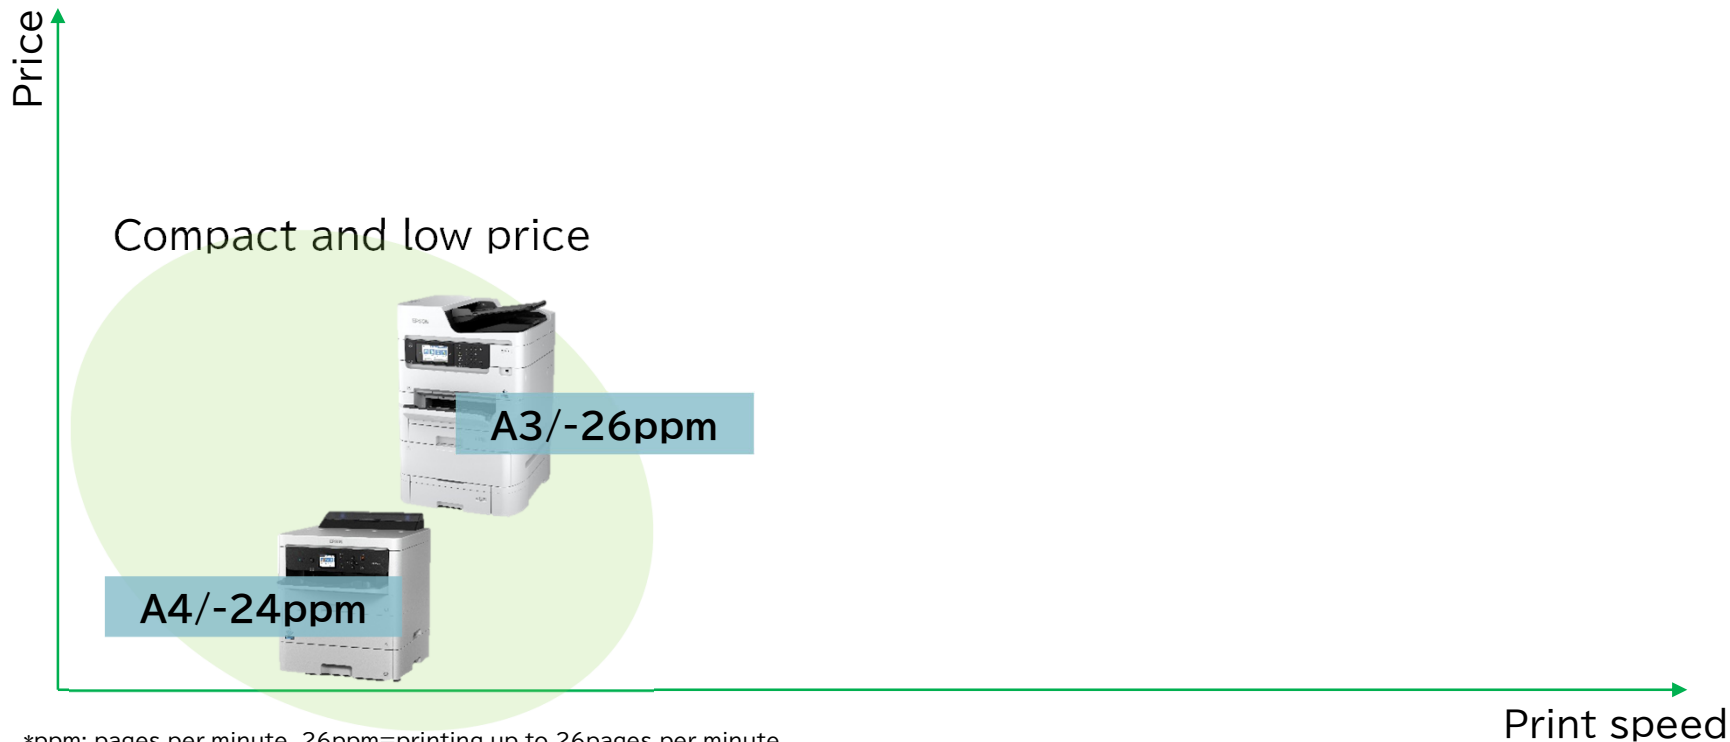 Price
Compact and low price
A3/-26ppm
A4/-24ppm
Print speed
*ppm: pages per minute, 26ppm=printing up to 26pages per minute